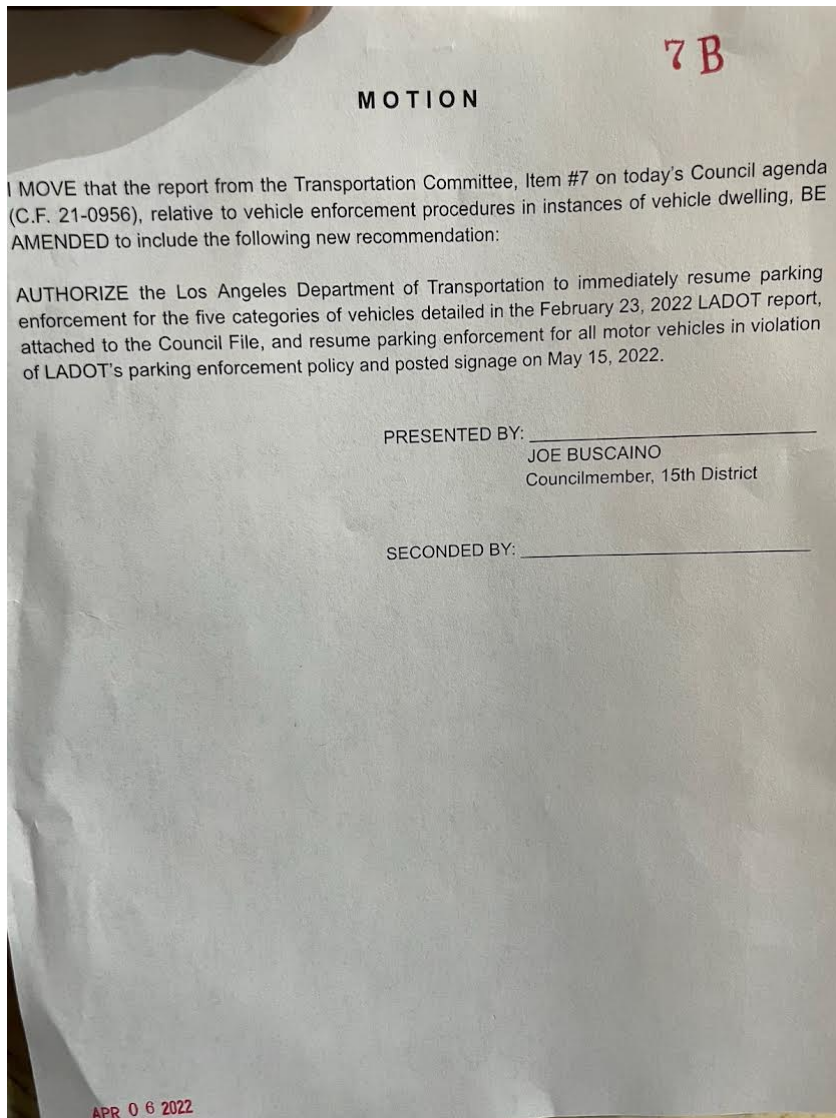 7 B
MOTION
I MOVE that the report from the Transportation Committee, Item #7 on today's Council agenda
(C.F. 21-0956), relative to vehicle enforcement procedures in instances of vehicle dwelling, BE
AMENDED to include the following new recommendation:
AUTHORIZE the Los Angeles Department of Transportation to immediately resume parking
enforcement for the five categories of vehicles detailed in the February 23, 2022 LADOT report,
attached to the Council File, and resume parking enforcement for all motor vehicles in violation
of LADOT's parking enforcement policy and posted signage on May 15, 2022.
PRESENTED BY:
JOE BUSCAINO
Councilmember, 15th District
SECONDED BY:
APR 06 2022